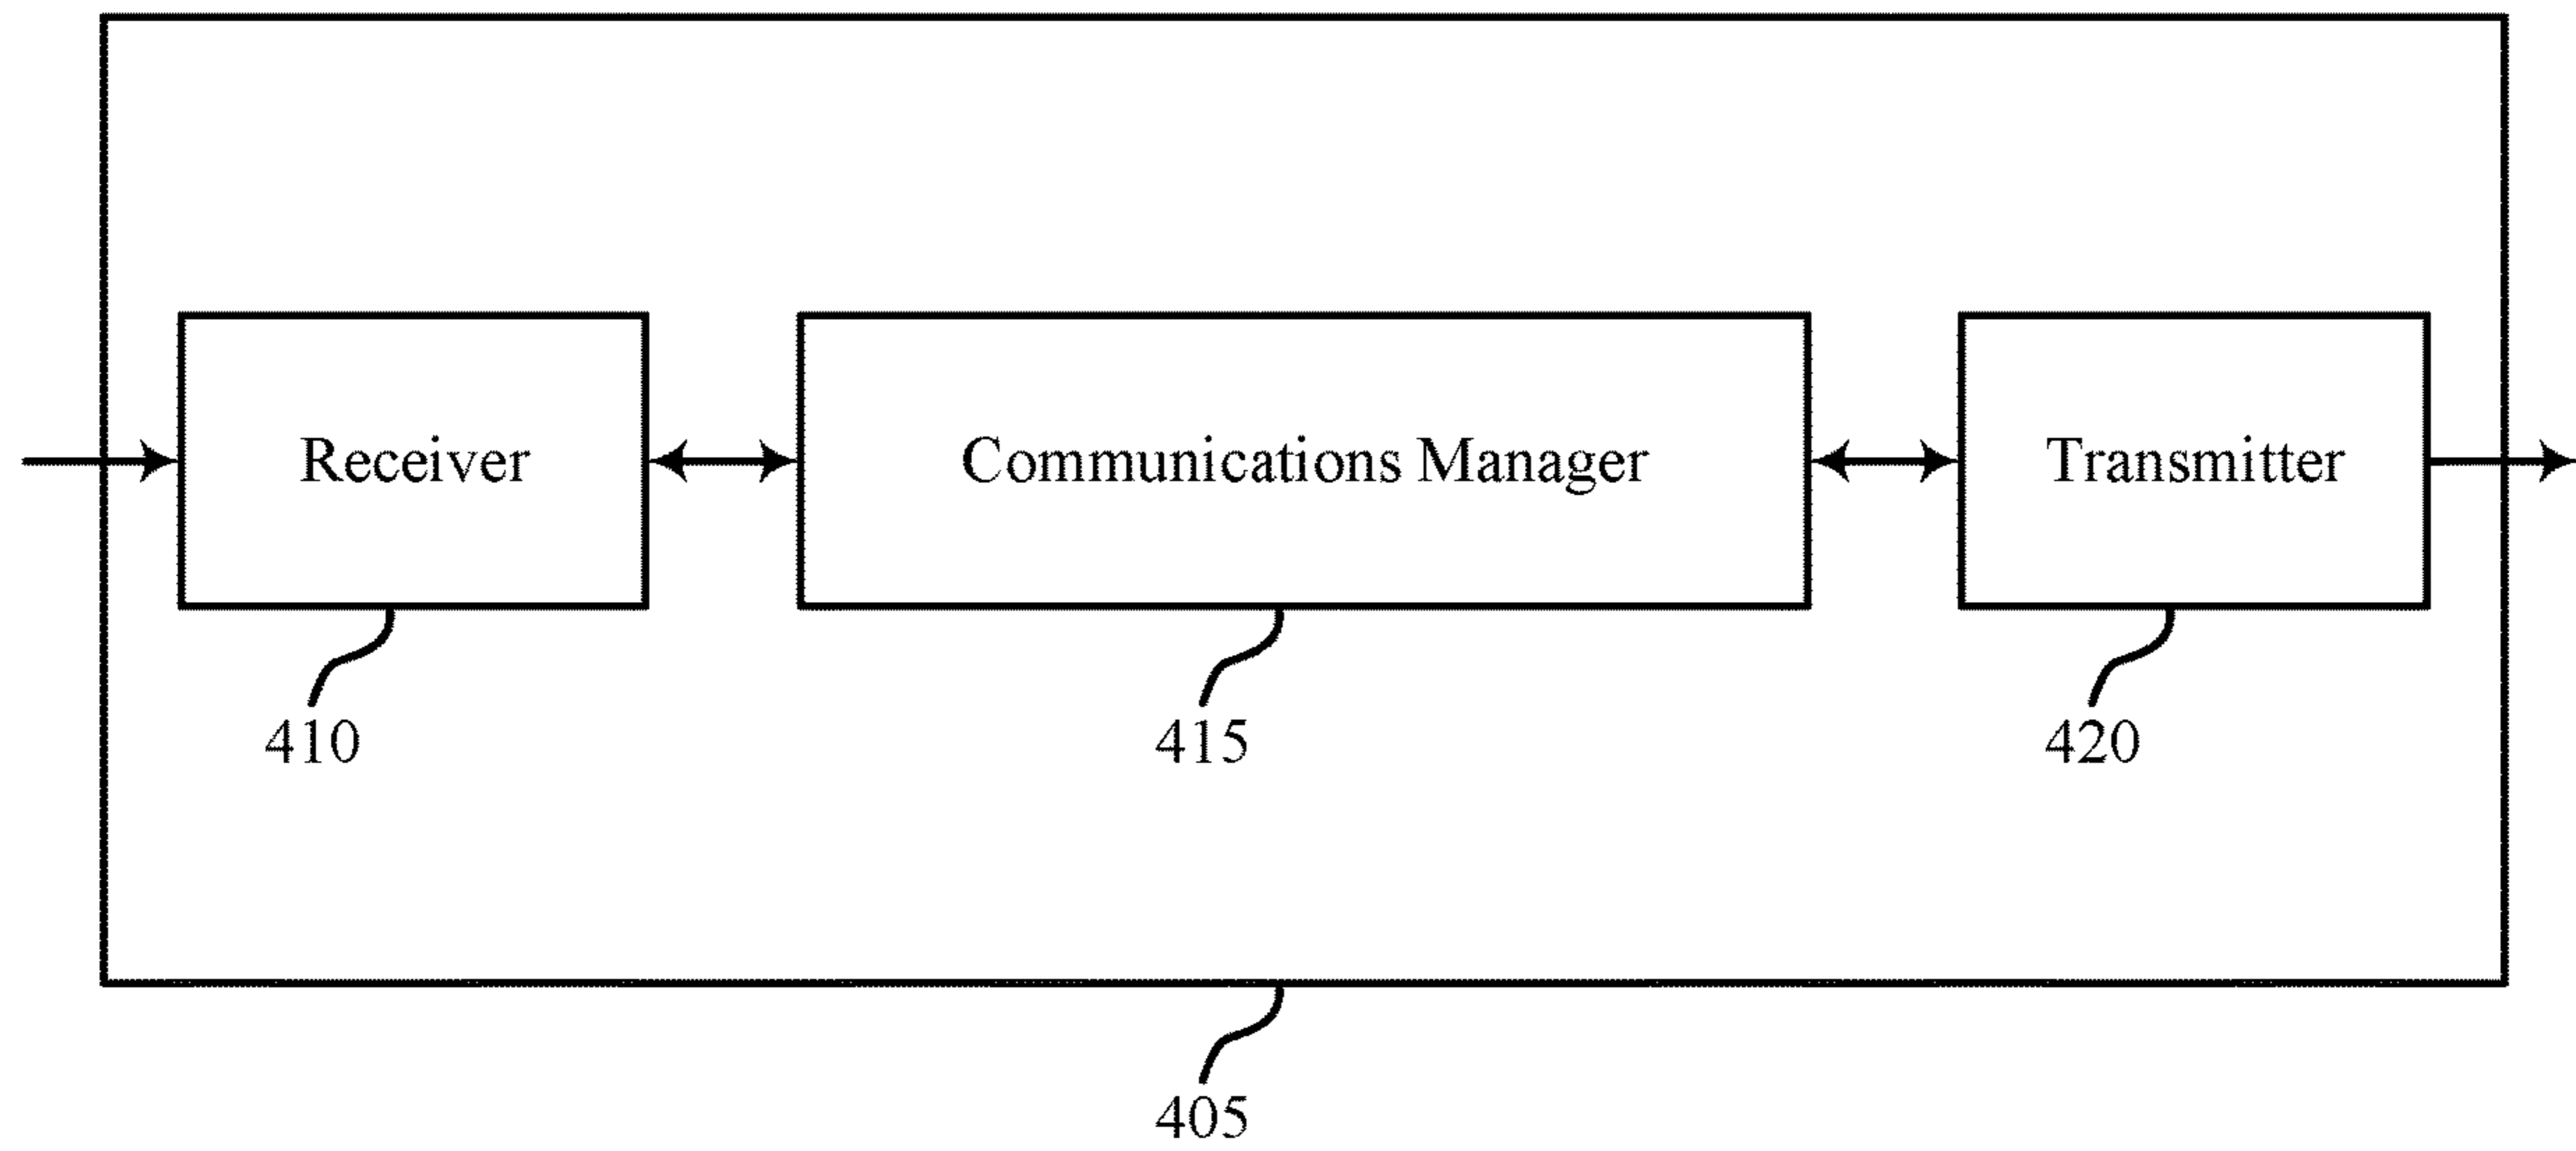 Receiver
Communications Manager
Transmitter
410
415
420
405